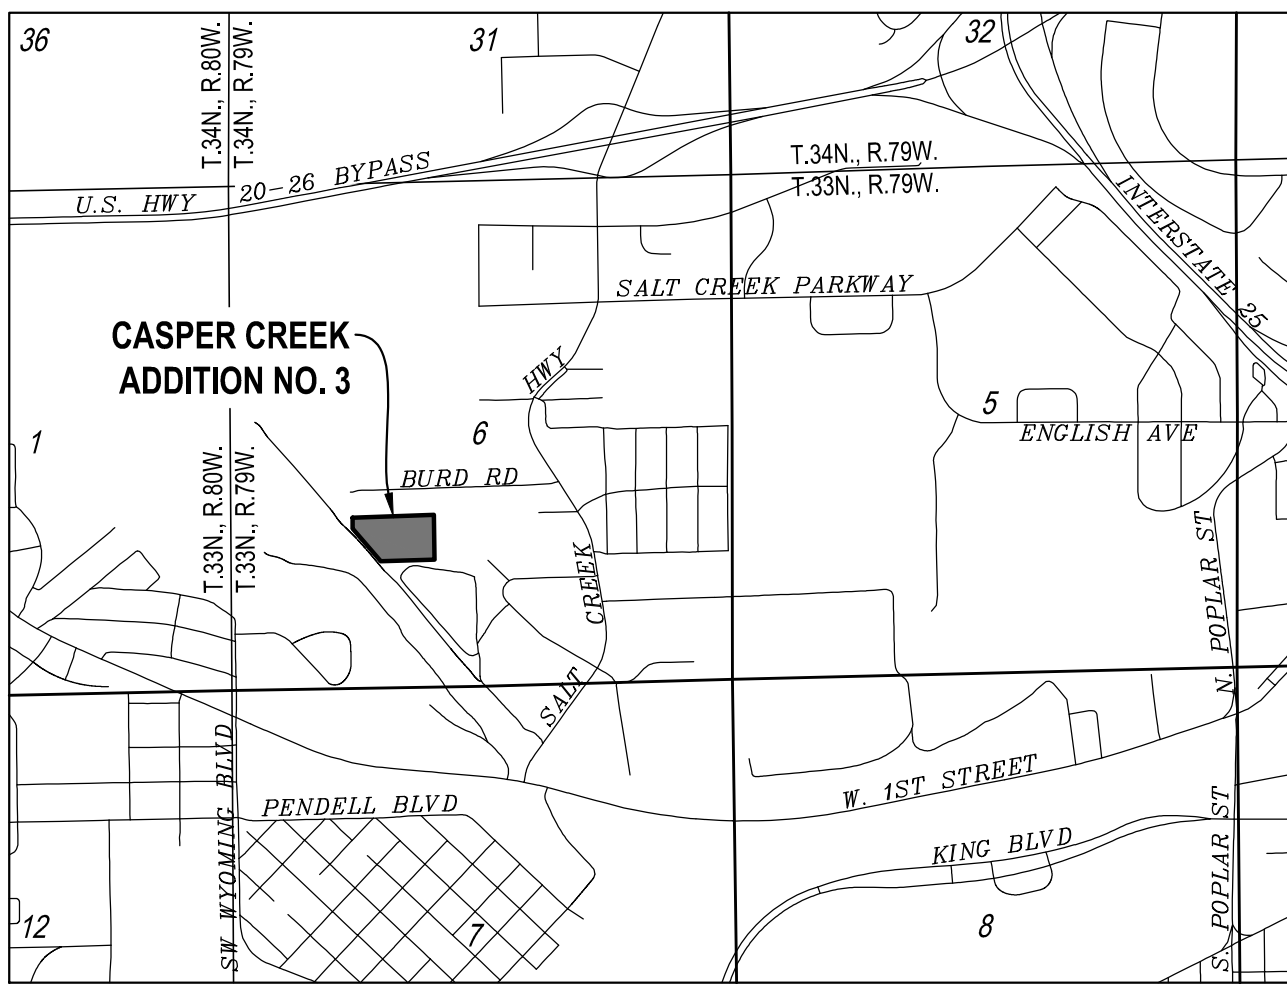 36
31
32
T.34N., R.80W.
T.34N., R.79W.
T.34N., R.79W.
T.33N., R.79W.
U.S. HWY 20-26 BYPASS
INTERSTATE 25
SALT CREEK PARKWAY
CASPER CREEK
ADDITION NO. 3
HWY
1
6
5
ENGLISH AVE
BURD RD
T.33N., R.80W.
T.33N., R.79W.
CREEK
SALT
N. POPLAR ST
SW WYOMING BLVD
PENDELL BLVD
W. 1ST STREET
KING BLVD
S. POPLAR ST
12
7
8